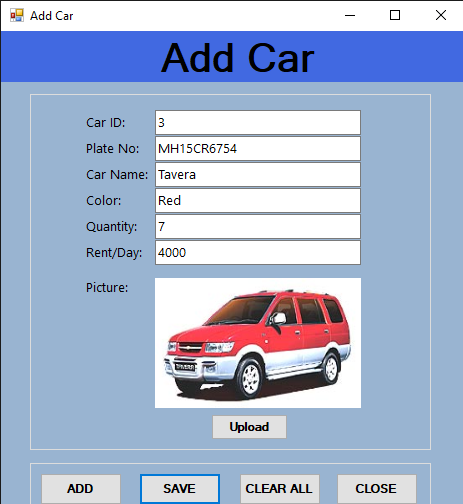 Add Car
Add Car
Car ID: 3
Plate No: MH15CR6754
Car Name: Tavera
Color: Red
Quantity: 7
Rent/Day: 4000
Picture:
TAVERA
Upload
ADD SAVE CLEAR ALL CLOSE